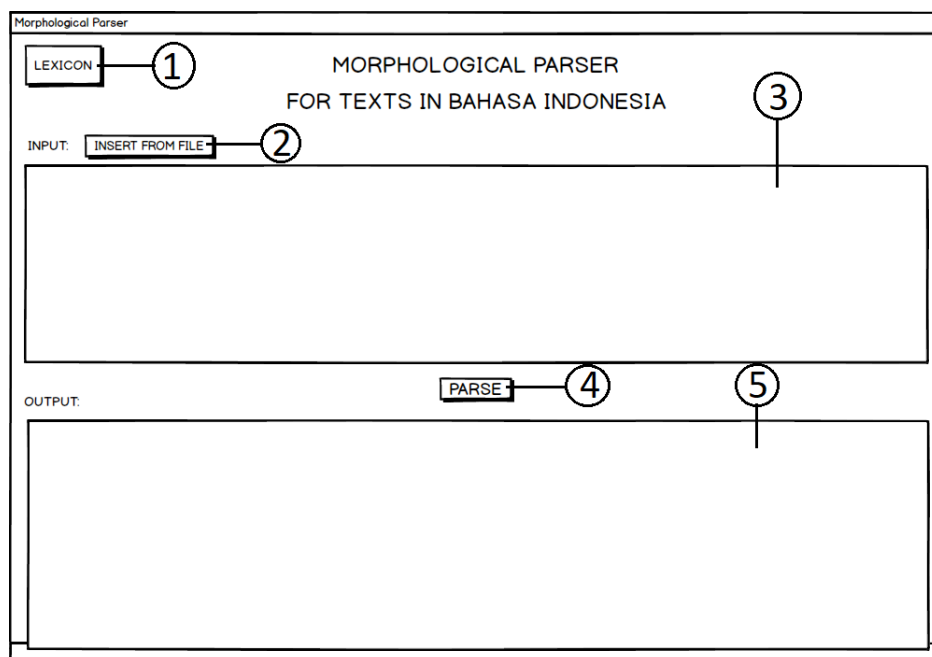 Morphological Parser
LEXICON 1
MORPHOLOGICAL PARSER
FOR TEXTS IN BAHASA INDONESIA
3
INPUT: INSERT FROM FILE 2
PARSE 4
5
OUTPUT: